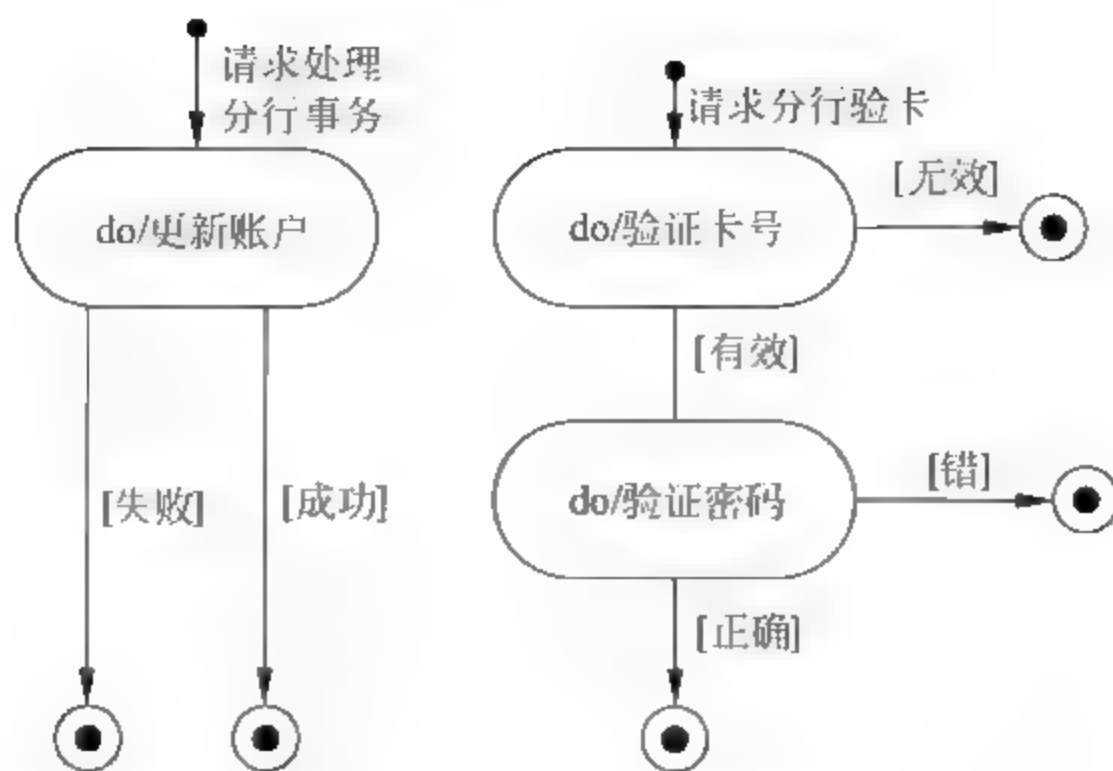 请求处理
分行事务
do/更新账户
[失败]
[成功]
请求分行验卡
[无效]
do/验证卡号
[有效]
[错]
do/验证密码
[正确]